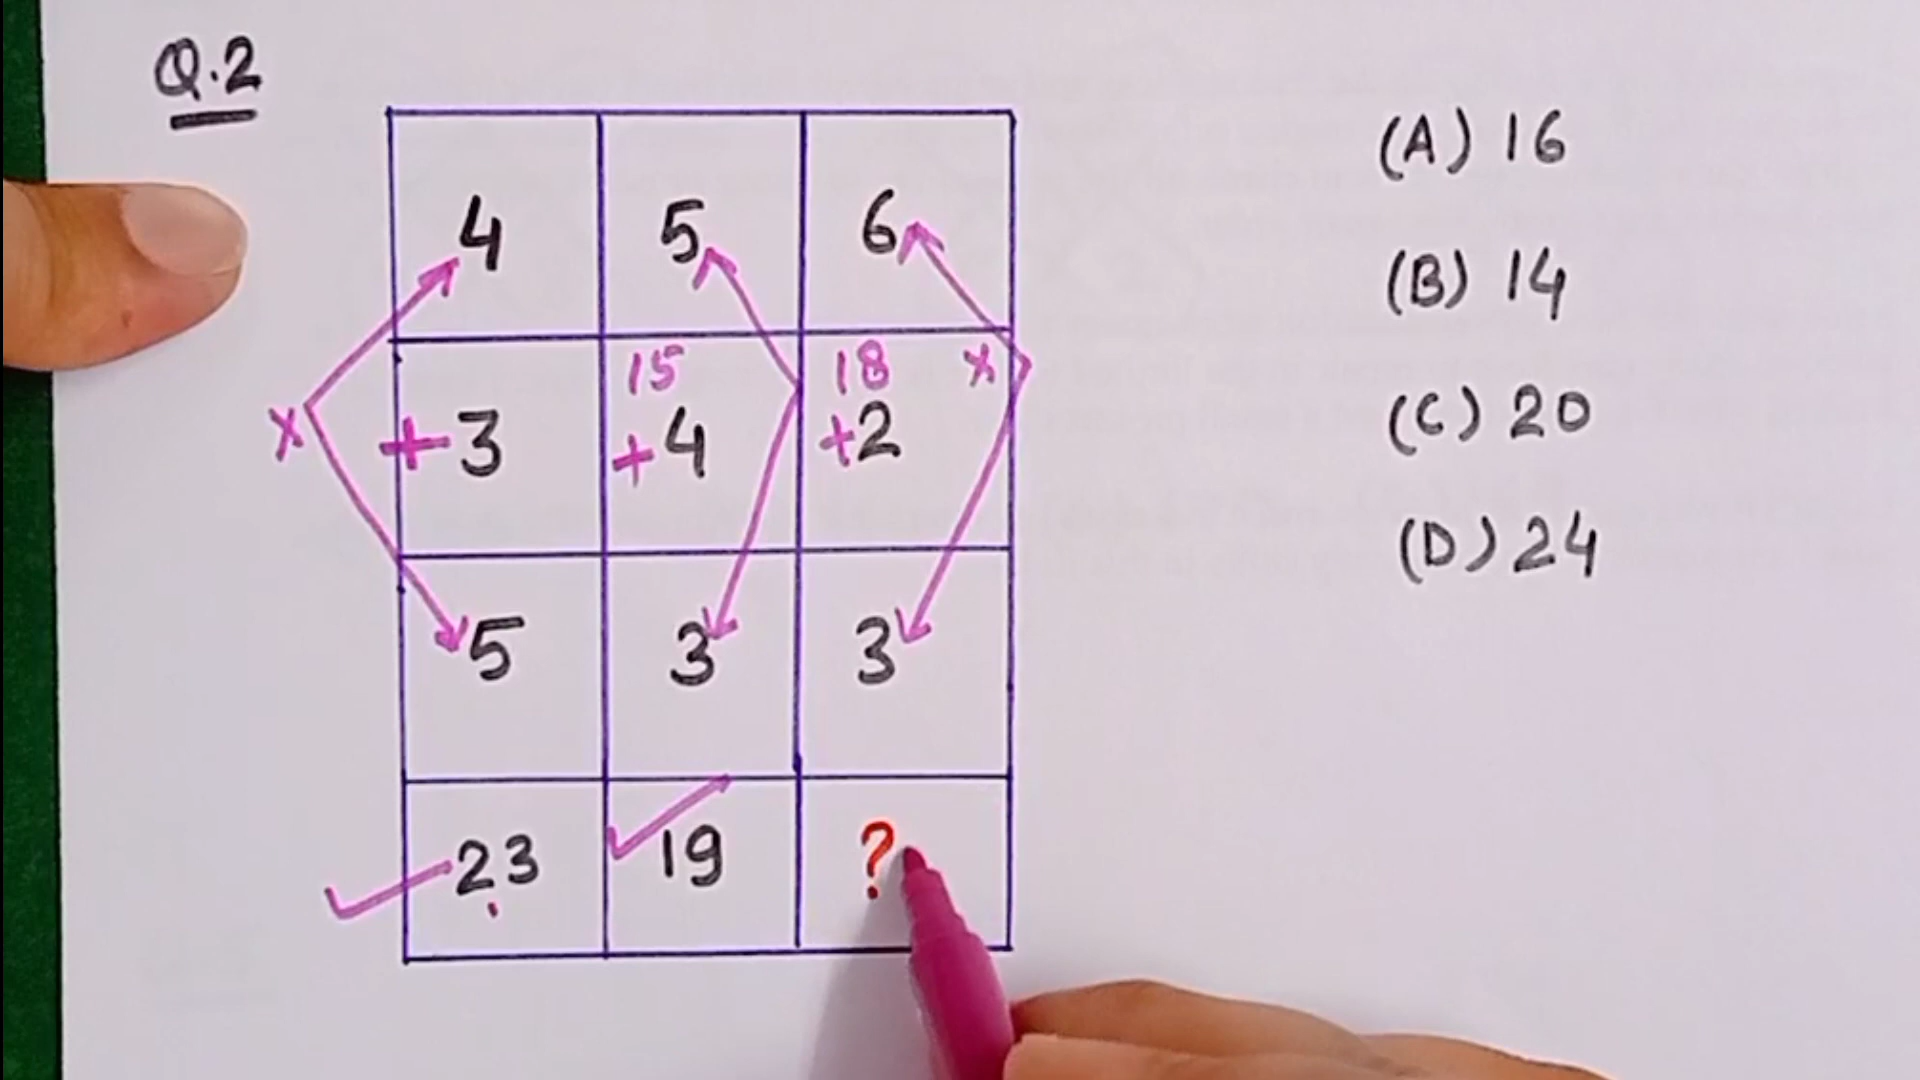 Q.2
4 5 6
15 18 x
x + 3 + 4 + 2
5 3 3
23 19 ?
(A) 16
(B) 14
(C) 20
(D) 24